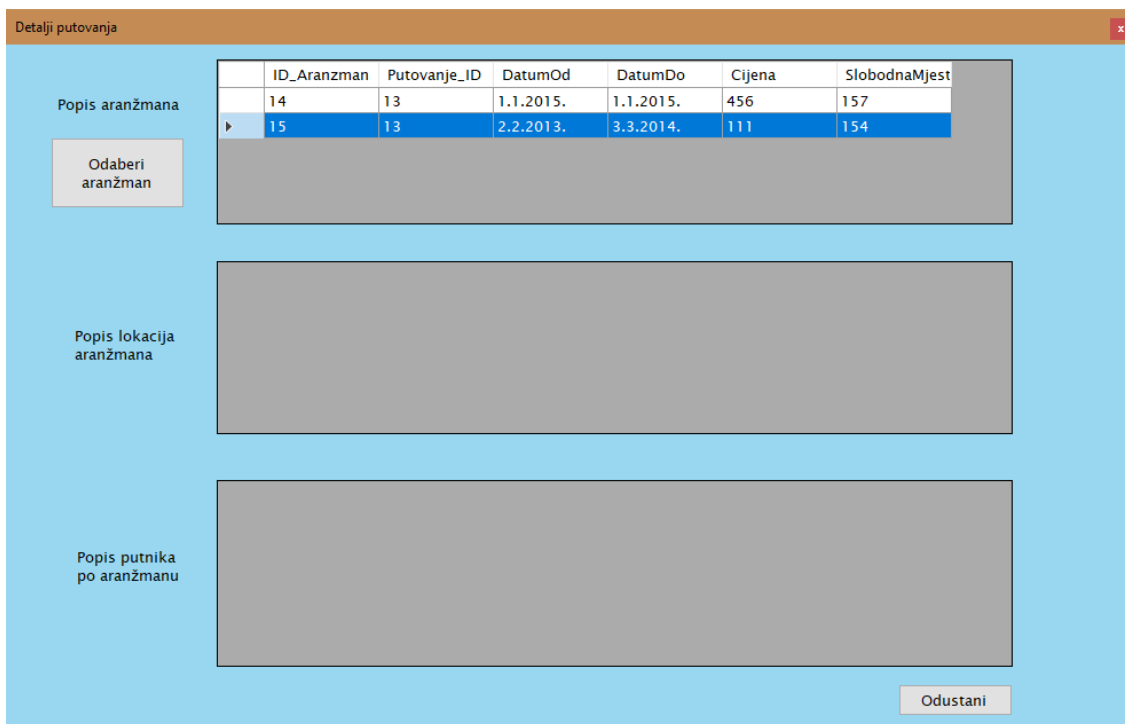 Detalji putovanja
x
ID_Aranzman Putovanje_ID DatumOd DatumDo Cijena SlobodnaMjest
Popis aranžmana
14 13 1.1.2015. 1.1.2015. 456 157
15 13 2.2.2013. 3.3.2014. 111 154
Odaberi
aranžman
Popis lokacija
aranžmana
Popis putnika
po aranžmanu
Odustani